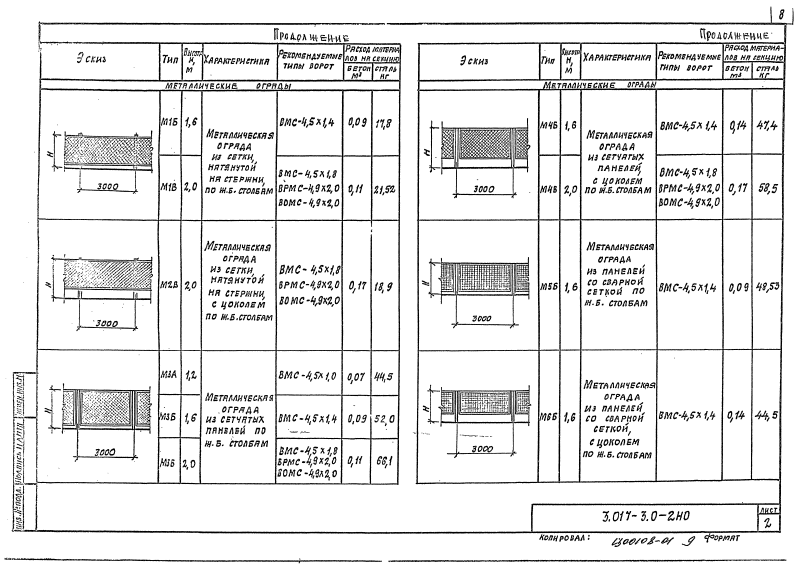 8
Продолжение
Эскиз
Тип
Высота Н, м
Характеристика
Рекомендуемые типы ворот
Расход материалов на секцию
бетон м³
сталь кг
Металлические ограды
Н
3000
М1Б
1,6
Металлическая
ограда
из сетки,
натянутой
на стержни,
по ж.б. столбам
ВМС-4,5×1,4
0,09
17,8
М1В
2,0
ВМС-4,5×1,8
ВРМС-4,9×2,0
ВОМС-4,9×2,0
0,11
21,52
Н
3000
М2В
2,0
Металлическая
ограда
из сетки,
натянутой
на стержни,
с цоколем
по ж.б. столбам
ВМС-4,5×1,8
ВРМС-4,9×2,0
ВОМС-4,9×2,0
0,17
18,9
Н
3000
М3А
1,2
Металлическая
ограда
из сетчатых
панелей по
ж.б. столбам
ВМС-4,5×1,0
0,07
44,5
М3Б
1,6
ВМС-4,5×1,4
0,09
52,0
М3В
2,0
ВМС-4,5×1,8
ВРМС-4,9×2,0
ВОМС-4,9×2,0
0,11
66,1
Продолжение
Эскиз
Тип
Высота Н, м
Характеристика
Рекомендуемые типы ворот
Расход материалов на секцию
бетон м³
сталь кг
Металлические ограды
Н
3000
М4Б
1,6
Металлическая
ограда
из сетчатых
панелей,
с цоколем
по ж.б. столбам
ВМС-4,5×1,4
0,14
47,4
М4В
2,0
ВМС-4,5×1,8
ВРМС-4,9×2,0
ВОМС-4,9×2,0
0,17
58,5
Н
3000
М5Б
1,6
Металлическая
ограда
из панелей
со сварной
сеткой по
ж.б. столбам
ВМС-4,5×1,4
0,09
48,53
Н
3000
М6Б
1,6
Металлическая
ограда
из панелей
со сварной
сеткой,
с цоколем
по ж.б. столбам
ВМС-4,5×1,4
0,14
44,5
3.017-3.0-2НО
Лист
2
Копировал:
Ц00108-01 9
Формат